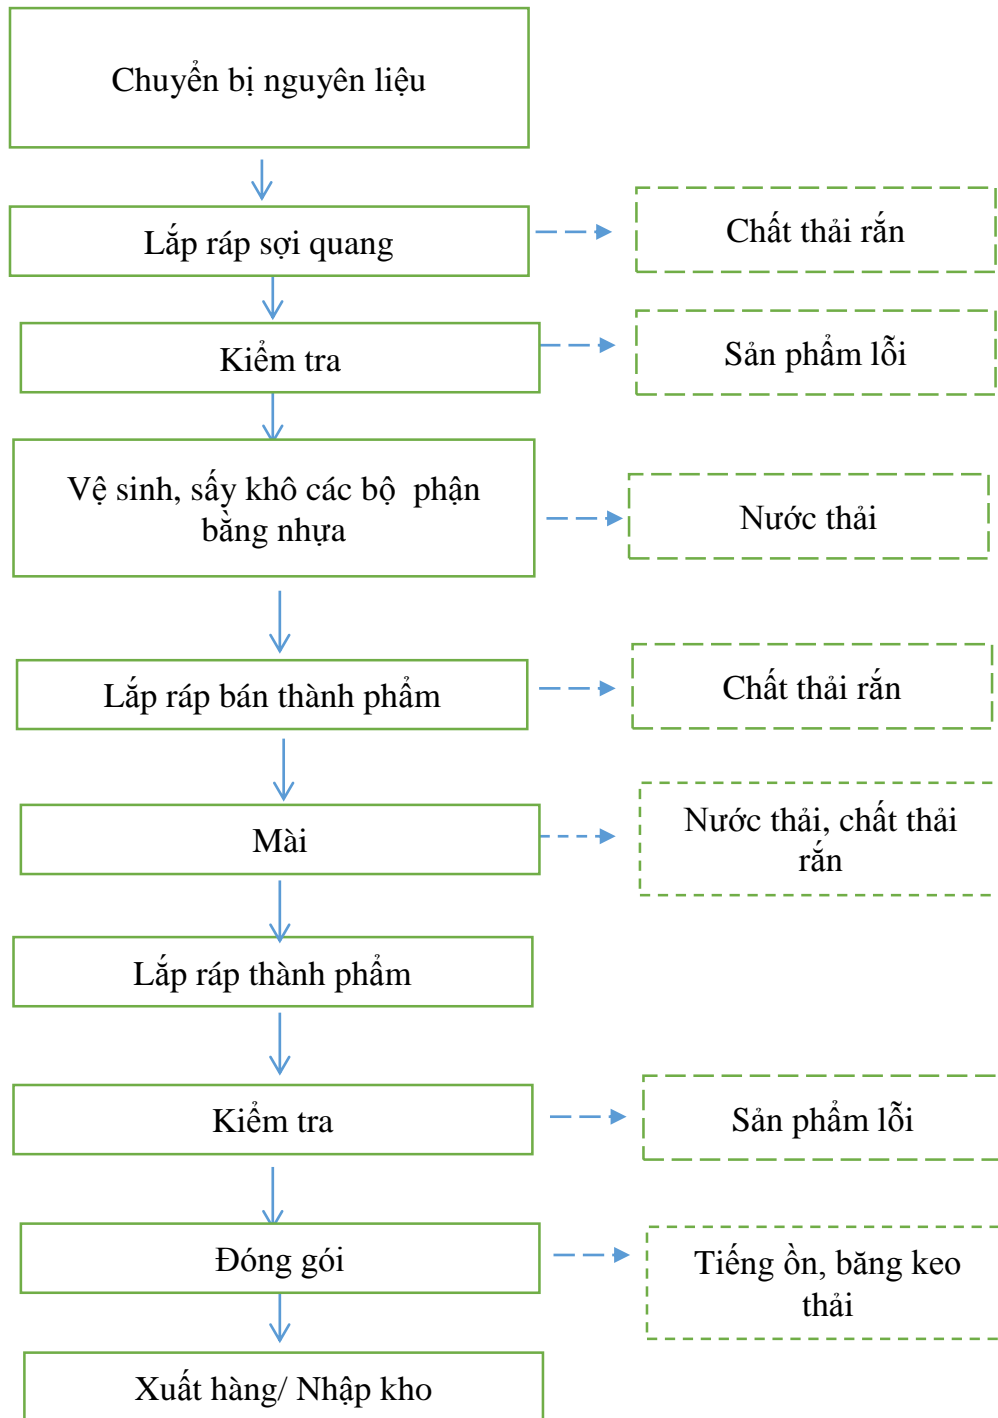 Chuyển bị nguyên liệu
Lắp ráp sợi quang
Chất thải rắn
Kiểm tra
Sản phẩm lỗi
Vệ sinh, sấy khô các bộ phận
bằng nhựa
Nước thải
Lắp ráp bán thành phẩm
Chất thải rắn
Mài
Nước thải, chất thải
rắn
Lắp ráp thành phẩm
Kiểm tra
Sản phẩm lỗi
Đóng gói
Tiếng ồn, băng keo
thải
Xuất hàng/ Nhập kho